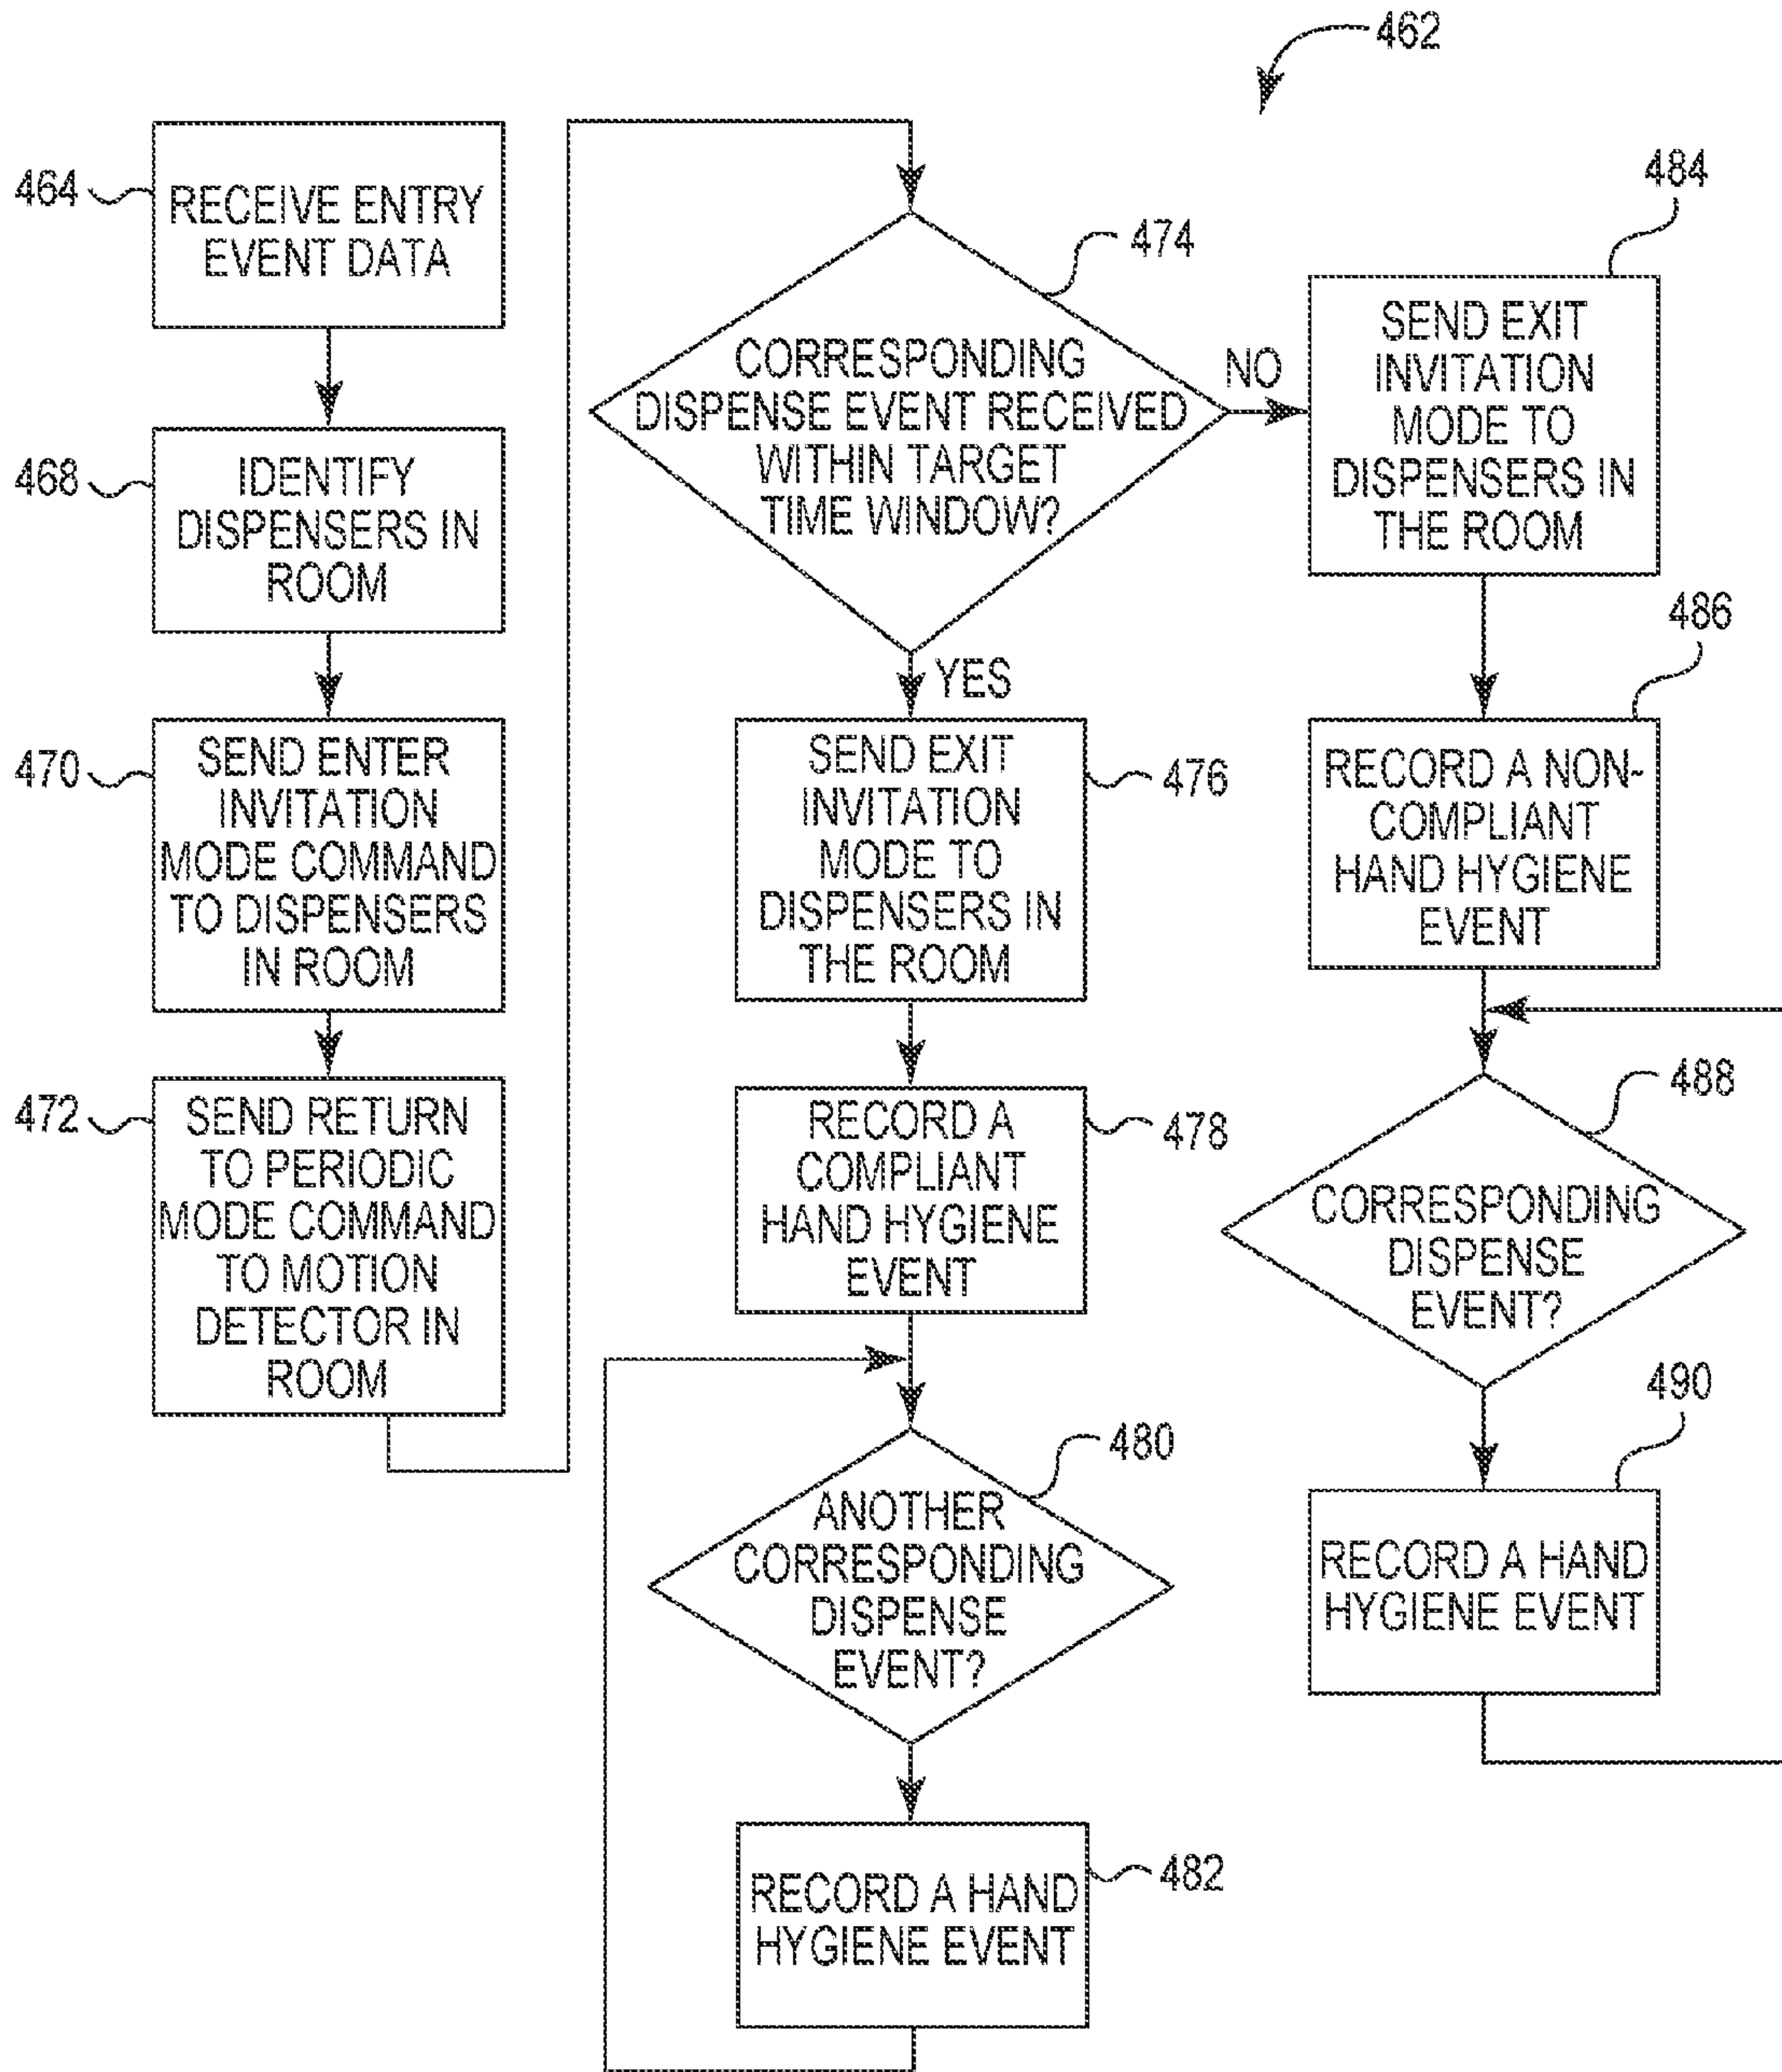 462
464
RECEIVE ENTRY
EVENT DATA
468
IDENTIFY
DISPENSERS IN
ROOM
470
SEND ENTER
INVITATION
MODE COMMAND
TO DISPENSERS
IN ROOM
472
SEND RETURN
TO PERIODIC
MODE COMMAND
TO MOTION
DETECTOR IN
ROOM
474
CORRESPONDING
DISPENSE EVENT RECEIVED
WITHIN TARGET
TIME WINDOW?
NO
YES
476
SEND EXIT
INVITATION
MODE TO
DISPENSERS IN
THE ROOM
478
RECORD A
COMPLIANT
HAND HYGIENE
EVENT
480
ANOTHER
CORRESPONDING
DISPENSE
EVENT?
482
RECORD A HAND
HYGIENE EVENT
484
SEND EXIT
INVITATION
MODE TO
DISPENSERS IN
THE ROOM
486
RECORD A NON-
COMPLIANT
HAND HYGIENE
EVENT
488
CORRESPONDING
DISPENSE
EVENT?
490
RECORD A HAND
HYGIENE EVENT